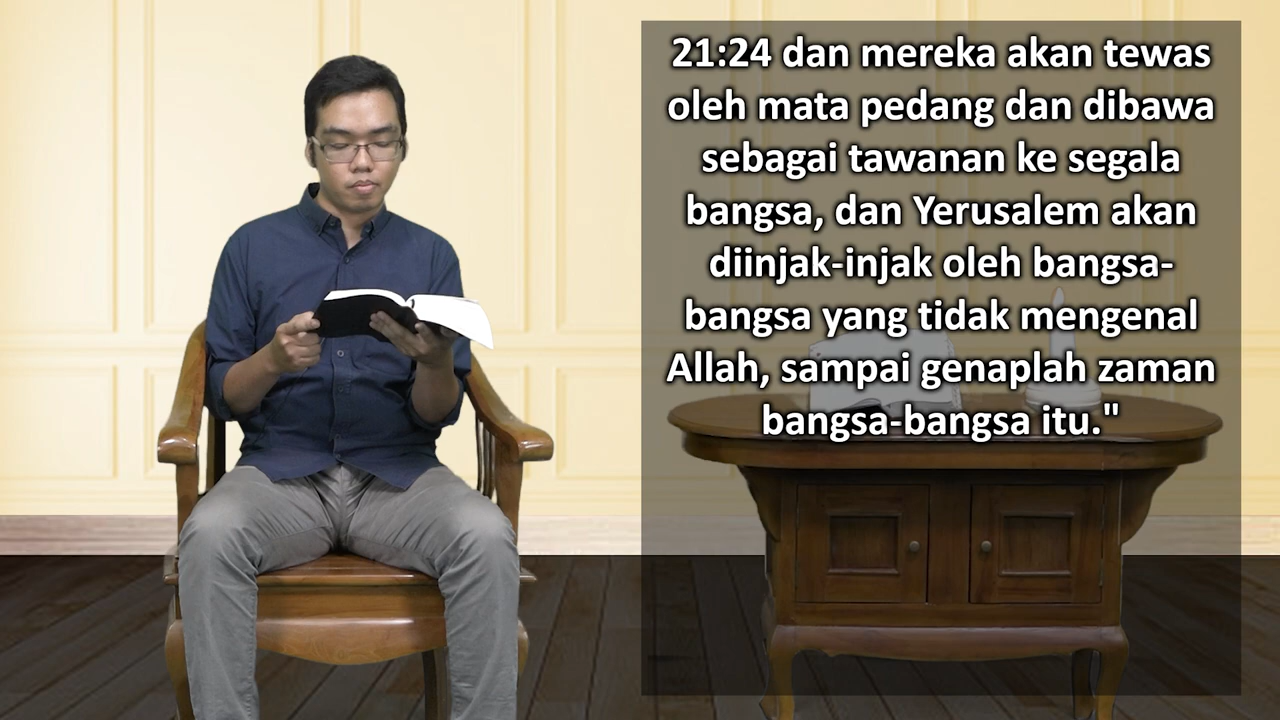 21:24 dan mereka akan tewas
oleh mata pedang dan dibawa
sebagai tawanan ke segala
bangsa, dan Yerusalem akan
diinjak-injak oleh bangsa-
bangsa yang tidak mengenal
Allah, sampai genaplah zaman
bangsa-bangsa itu."